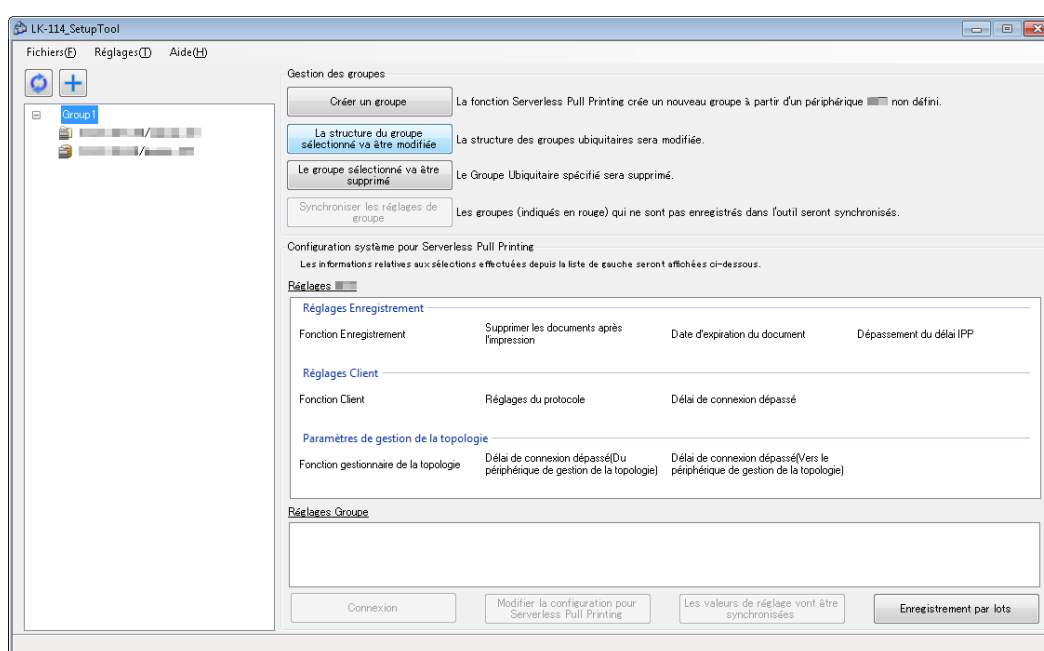 LK-114_SetupTool
Fichiers(F) Réglages(T) Aide(H)
Group1
/
/
Gestion des groupes
Créer un groupe
La fonction Serverless Pull Printing crée un nouveau groupe à partir d'un périphérique non défini.
La structure du groupe
sélectionné va être modifiée
La structure des groupes ubiquitaires sera modifiée.
Le groupe sélectionné va être
supprimé
Le Groupe Ubiquitaire spécifié sera supprimé.
Synchroniser les réglages de
groupe
Les groupes (indiqués en rouge) qui ne sont pas enregistrés dans l'outil seront synchronisés.
Configuration système pour Serverless Pull Printing
Les informations relatives aux sélections effectuées depuis la liste de gauche seront affichées ci-dessous.
Réglages
Réglages Enregistrement
Fonction Enregistrement
Supprimer les documents après
l'impression
Date d'expiration du document
Dépassement du délai IPP
Réglages Client
Fonction Client
Réglages du protocole
Délai de connexion dépassé
Paramètres de gestion de la topologie
Fonction gestionnaire de la topologie
Délai de connexion dépassé(Du
périphérique de gestion de la topologie)
Délai de connexion dépassé(Vers le
périphérique de gestion de la topologie)
Réglages Groupe
Connexion
Modifier la configuration pour
Serverless Pull Printing
Les valeurs de réglage vont être
synchronisées
Enregistrement par lots